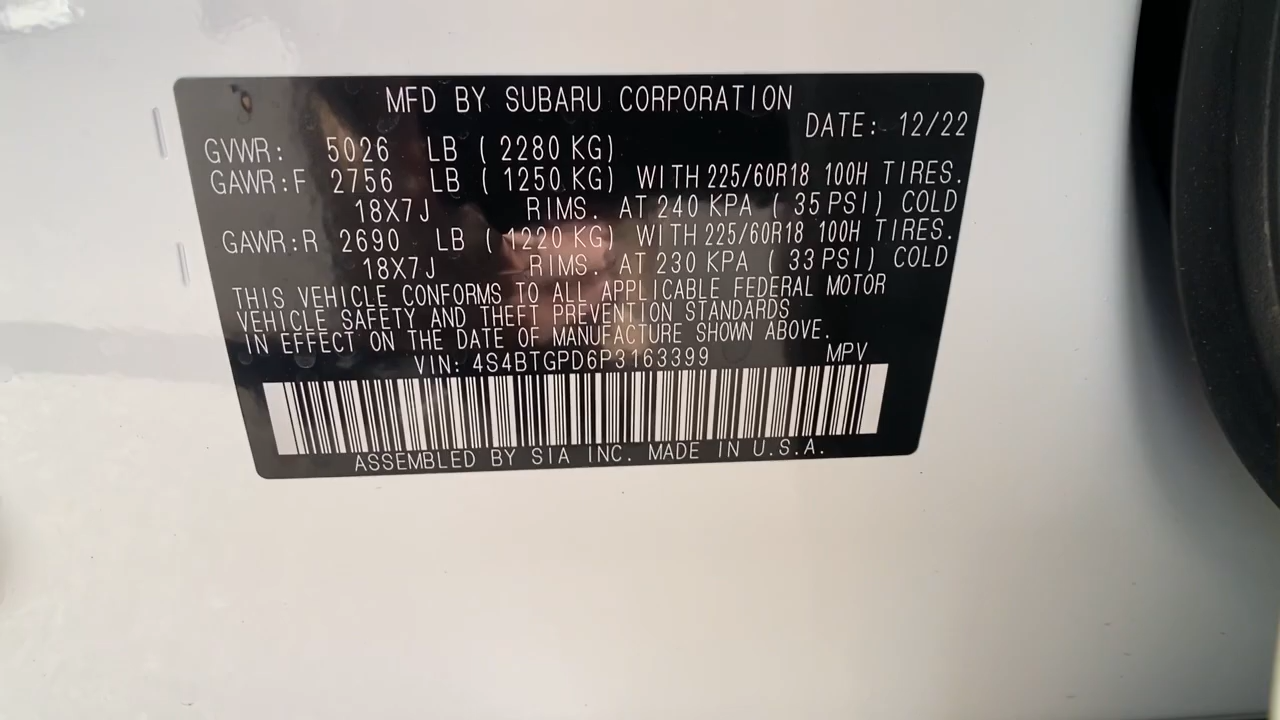 MFD BY SUBARU CORPORATION
DATE: 12/22
GVWR: 5026 LB ( 2280 KG)
GAWR:F 2756 LB ( 1250 KG) WITH 225/60R18 100H TIRES.
18X7J RIMS. AT 240 KPA ( 35 PSI) COLD
GAWR:R 2690 LB ( 1220 KG) WITH 225/60R18 100H TIRES.
18X7J RIMS. AT 230 KPA ( 33 PSI) COLD
THIS VEHICLE CONFORMS TO ALL APPLICABLE FEDERAL MOTOR
VEHICLE SAFETY AND THEFT PREVENTION STANDARDS
IN EFFECT ON THE DATE OF MANUFACTURE SHOWN ABOVE.
VIN: 4S4BTGPD6P3163399 MPV
ASSEMBLED BY SIA INC. MADE IN U.S.A.